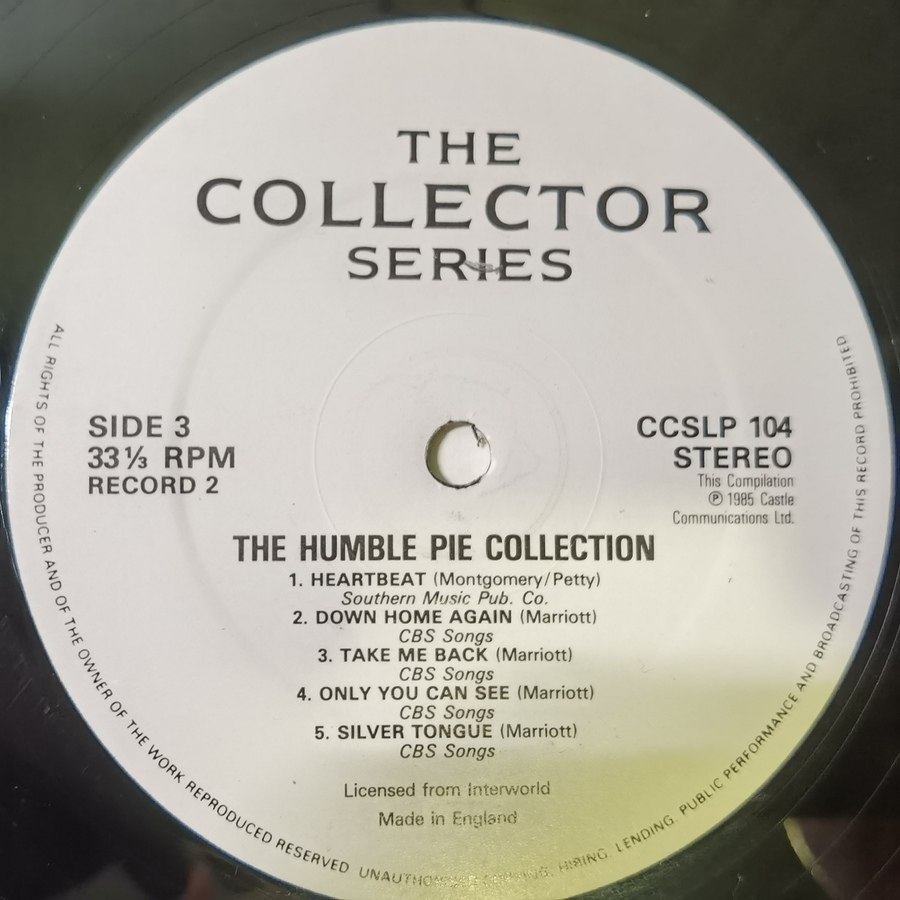 THE
COLLECTOR
SERIES
SIDE 3
33⅓ RPM
RECORD 2
CCSLP 104
STEREO
This Compilation
℗ 1985 Castle
Communications Ltd.
THE HUMBLE PIE COLLECTION
1. HEARTBEAT (Montgomery/Petty)
Southern Music Pub. Co.
2. DOWN HOME AGAIN (Marriott)
CBS Songs
3. TAKE ME BACK (Marriott)
CBS Songs
4. ONLY YOU CAN SEE (Marriott)
CBS Songs
5. SILVER TONGUE (Marriott)
CBS Songs
Licensed from Interworld
Made in England
ALL RIGHTS OF THE PRODUCER AND OF THE OWNER OF THE WORK REPRODUCED RESERVED HIRING, LENDING, PUBLIC PERFORMANCE AND BROADCASTING OF THIS RECORD PROHIBITED